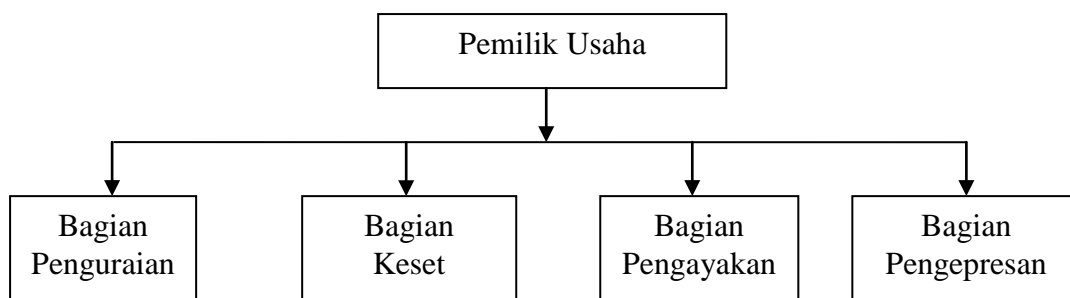 Pemilik Usaha
Bagian
Penguraian
Bagian
Keset
Bagian
Pengayakan
Bagian
Pengepresan